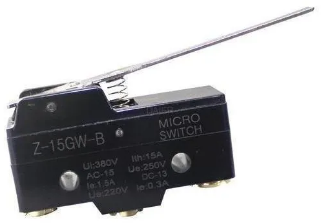 Z-15GW-B
MICRO
SWITCH
Ui:380V Ith:15A
AC-15 Ue:250V
Ie:1.5A DC-13
Ue:220V Ie:0.3A